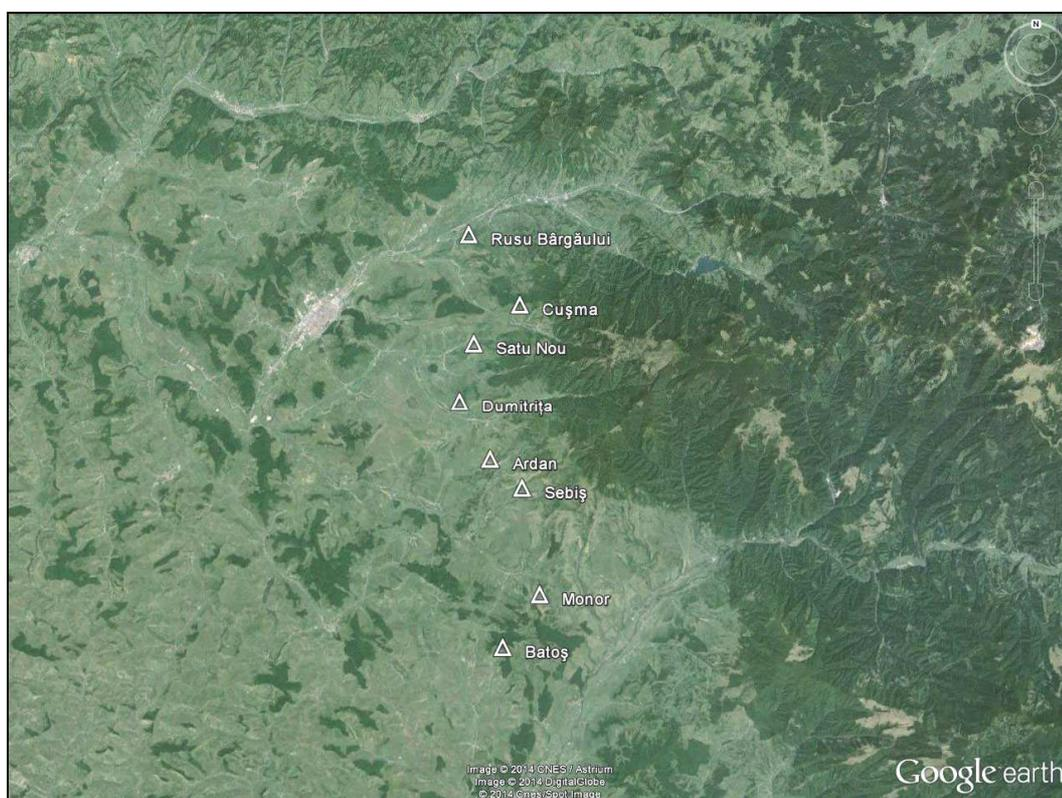 N
Rusu Bârgăului
Cuşma
Satu Nou
Dumitriţa
Ardan
Sebiş
Monor
Batoş
Image © 2014 CNES / Astrium
Image © 2014 DigitalGlobe
© 2014 Cnes/Spot Image
Google earth